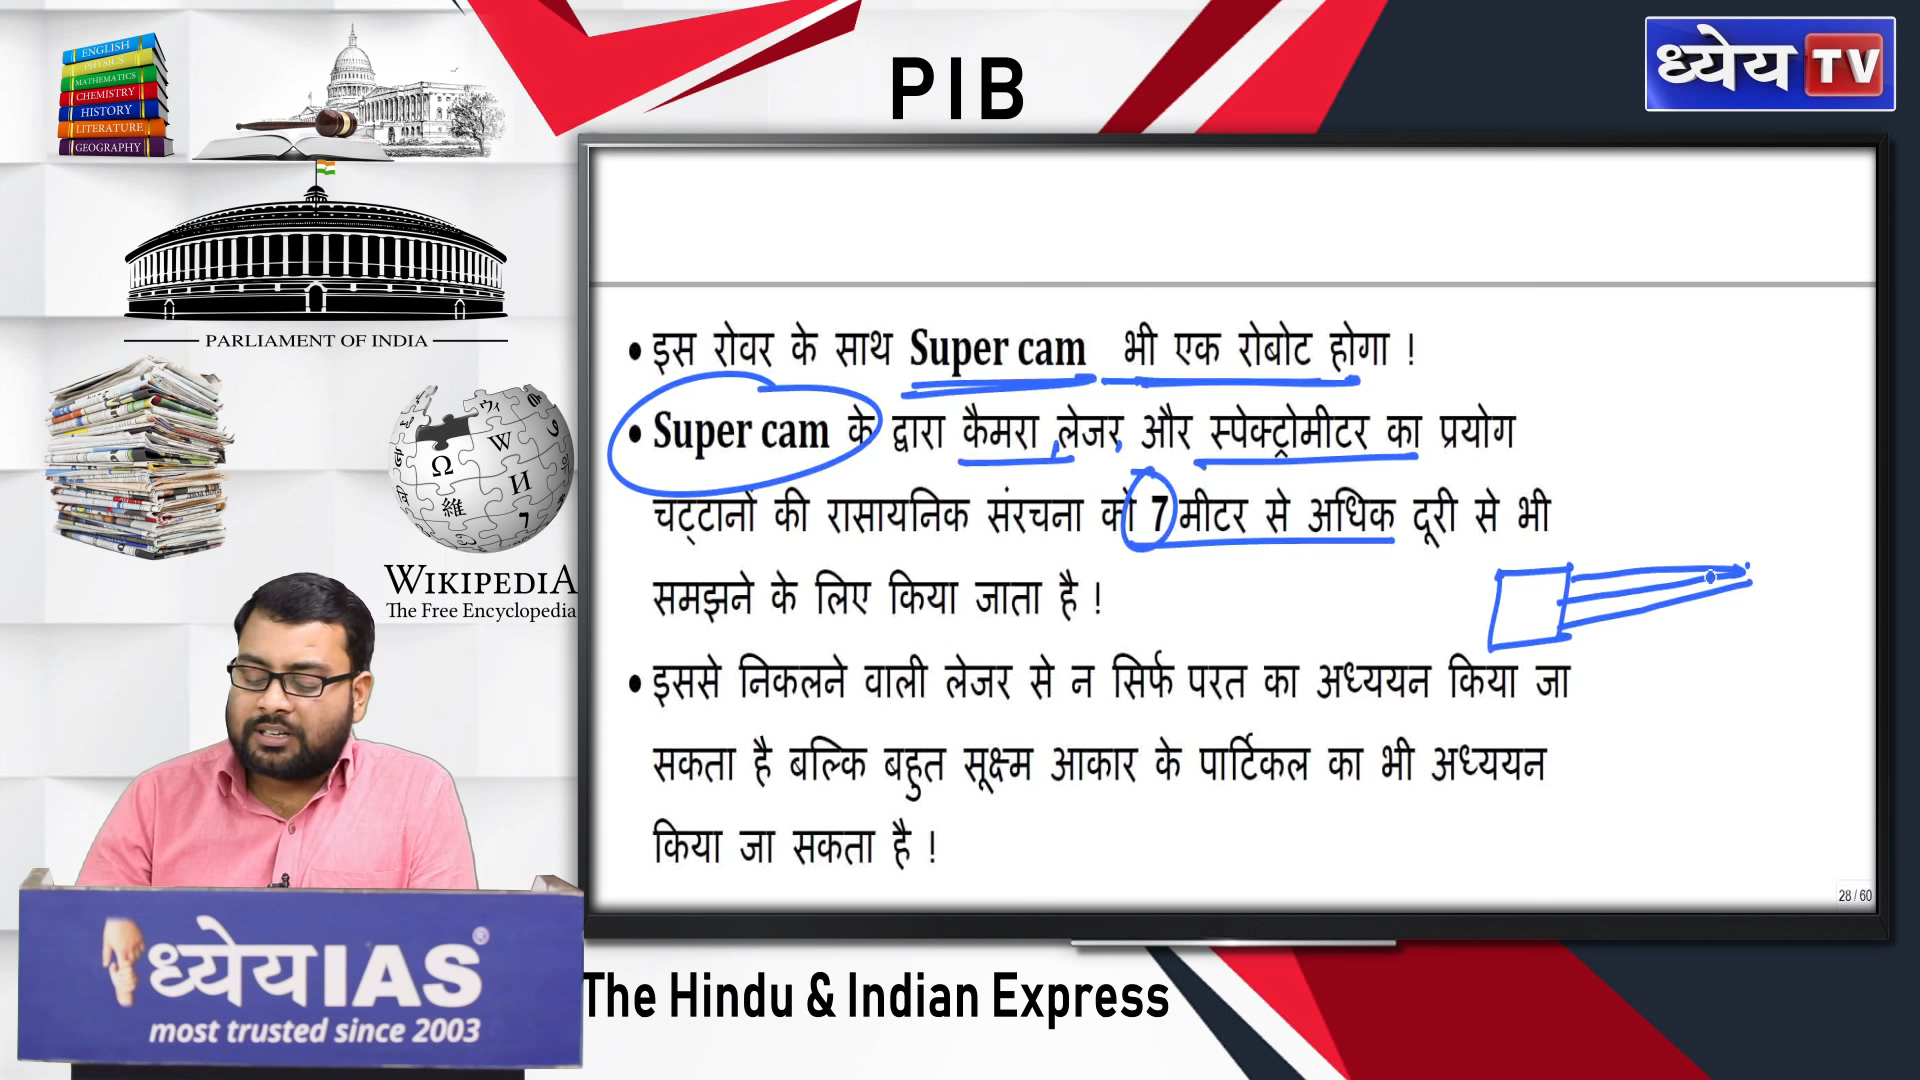 PIB
ध्येय TV
ENGLISH
PHYSICS
MATHEMATICS
CHEMISTRY
HISTORY
LITERATURE
GEOGRAPHY
PARLIAMENT OF INDIA
WIKIPEDIA
The Free Encyclopedia
• इस रोवर के साथ Super cam भी एक रोबोट होगा !
• Super cam के द्वारा कैमरा ,लेजर, और स्पेक्ट्रोमीटर का प्रयोग
चट्टानों की रासायनिक संरचना को 7 मीटर से अधिक दूरी से भी
समझने के लिए किया जाता है !
• इससे निकलने वाली लेजर से न सिर्फ परत का अध्ययन किया जा
सकता है बल्कि बहुत सूक्ष्म आकार के पार्टिकल का भी अध्ययन
किया जा सकता है !
28 / 60
ध्येय IAS®
most trusted since 2003
The Hindu & Indian Express